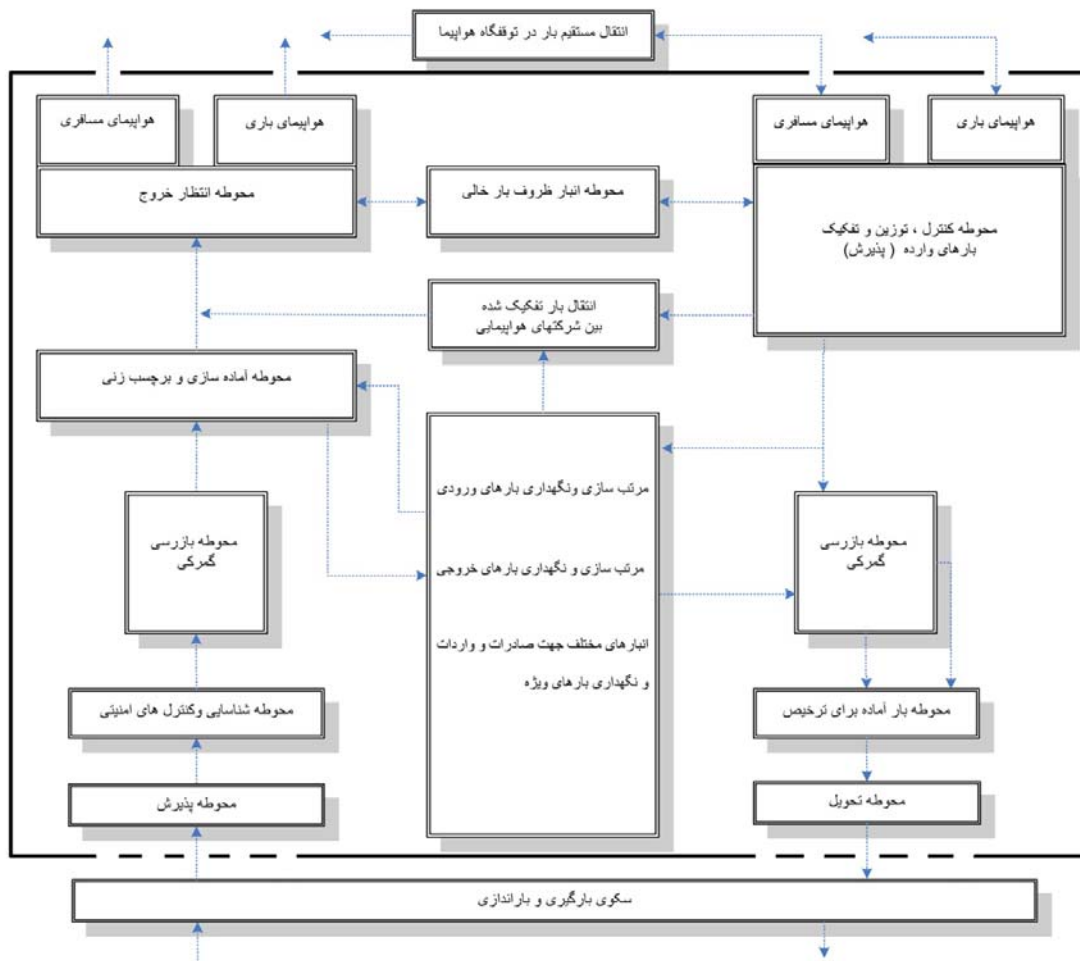 انتقال مستقیم بار در توقفگاه هواپیما
هواپیمای باری
هواپیمای مسافری
هواپیمای باری
هواپیمای مسافری
محوطه کنترل ، توزین و تفکیک
بارهای وارده ( پذیرش)
محوطه انبار ظروف بار خالی
محوطه انتظار خروج
انتقال بار تفکیک شده
بین شرکتهای هواپیمایی
محوطه آماده سازی و برچسب زنی
مرتب سازی ونگهداری بارهای ورودی
مرتب سازی و نگهداری بارهای خروجی
انبارهای مختلف جهت صادرات و واردات
و نگهداری بارهای ویژه
محوطه بازرسی
گمرکی
محوطه بازرسی
گمرکی
محوطه بار آماده برای ترخیص
محوطه شناسایی وکنترل های امنیتی
محوطه تحویل
محوطه پذیرش
سکوی بارگیری و باراندازی